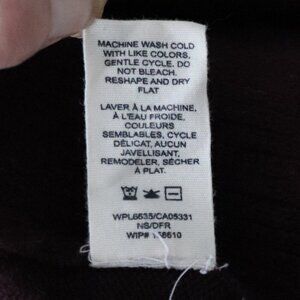 MACHINE WASH COLD
WITH LIKE COLORS,
GENTLE CYCLE. DO
NOT BLEACH.
RESHAPE AND DRY
FLAT
LAVER À LA MACHINE,
À L'EAU FROIDE,
COULEURS
SEMBLABLES, CYCLE
DÉLICAT, AUCUN
JAVELLISANT,
REMODELER, SÉCHER
À PLAT.
WPL6635/CA05331
NS/DFR
WIP#